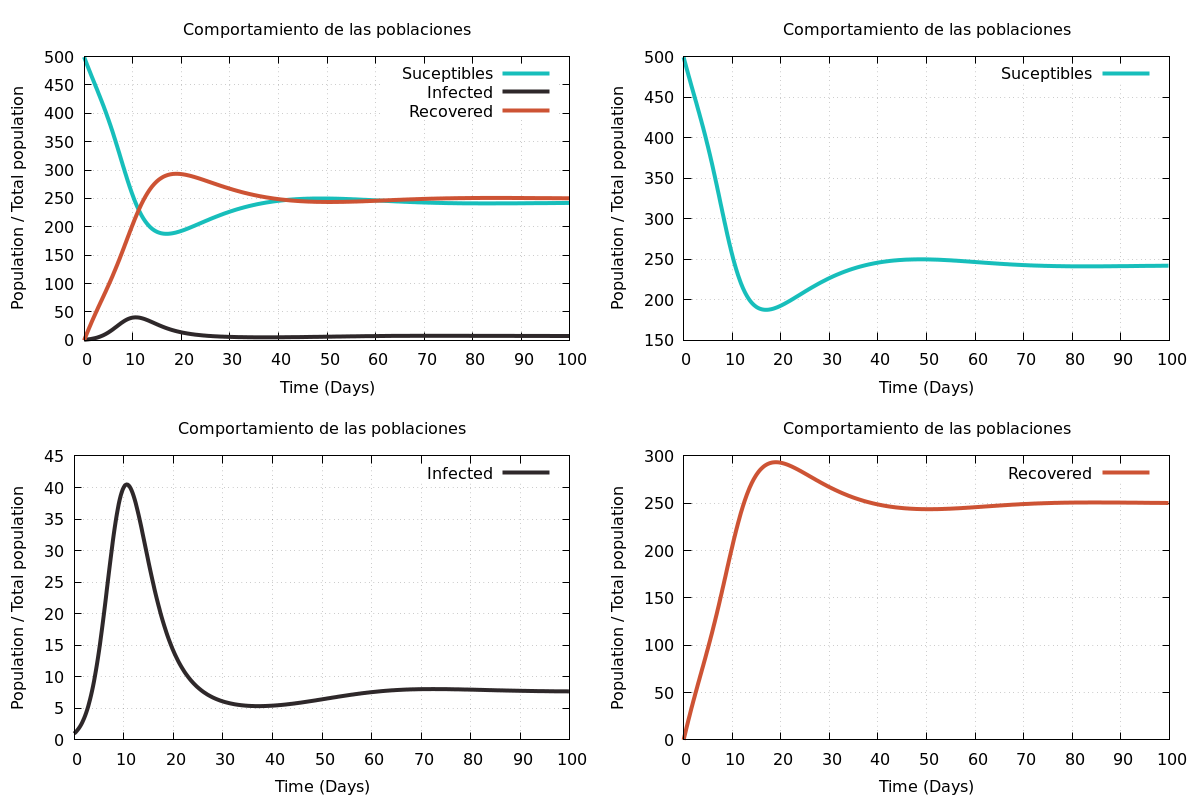 Comportamiento de las poblaciones
Population / Total population
500
450
400
350
300
250
200
150
100
50
0
Suceptibles
Infected
Recovered
0 10 20 30 40 50 60 70 80 90 100
Time (Days)
Comportamiento de las poblaciones
Population / Total population
500
450
400
350
300
250
200
150
Suceptibles
0 10 20 30 40 50 60 70 80 90 100
Time (Days)
Comportamiento de las poblaciones
Population / Total population
45
40
35
30
25
20
15
10
5
0
Infected
0 10 20 30 40 50 60 70 80 90 100
Time (Days)
Comportamiento de las poblaciones
Population / Total population
300
250
200
150
100
50
0
Recovered
0 10 20 30 40 50 60 70 80 90 100
Time (Days)